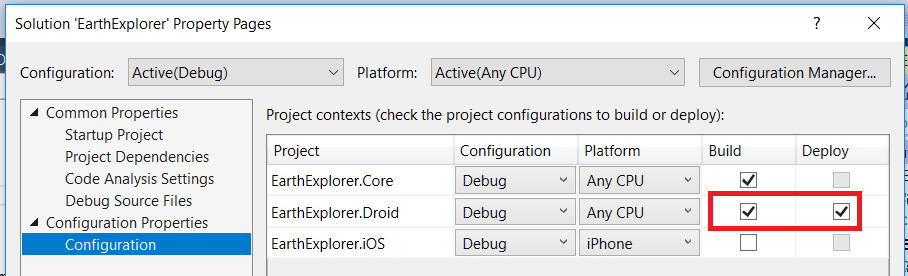 Solution 'EarthExplorer' Property Pages ?
Configuration: Active(Debug) Platform: Active(Any CPU) Configuration Manager...
Common Properties
Startup Project
Project Dependencies
Code Analysis Settings
Debug Source Files
Configuration Properties
Configuration
Project contexts (check the project configurations to build or deploy):
Project Configuration Platform Build Deploy
EarthExplorer.Core Debug Any CPU
EarthExplorer.Droid Debug Any CPU
EarthExplorer.iOS Debug iPhone